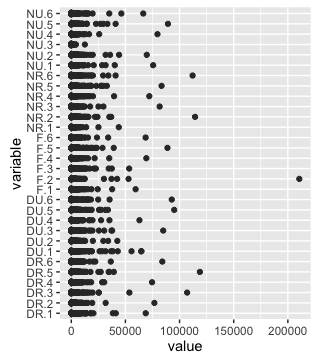 NU.6
NU.5
NU.4
NU.3
NU.2
NU.1
NR.6
NR.5
NR.4
NR.3
NR.2
NR.1
F.6
F.5
F.4
F.3
F.2
F.1
DU.6
DU.5
DU.4
DU.3
DU.2
DU.1
DR.6
DR.5
DR.4
DR.3
DR.2
DR.1
variable
0 50000 100000 150000 200000
value